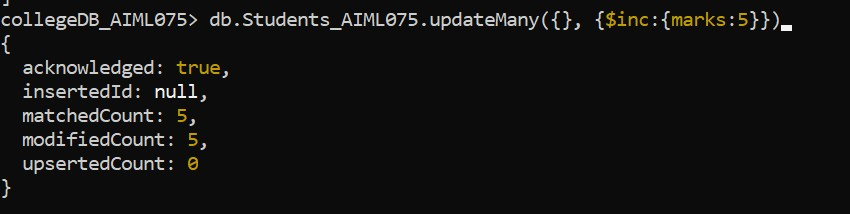 collegeDB_AIML075> db.Students_AIML075.updateMany({}, {$inc:{marks:5}})
{
  acknowledged: true,
  insertedId: null,
  matchedCount: 5,
  modifiedCount: 5,
  upsertedCount: 0
}